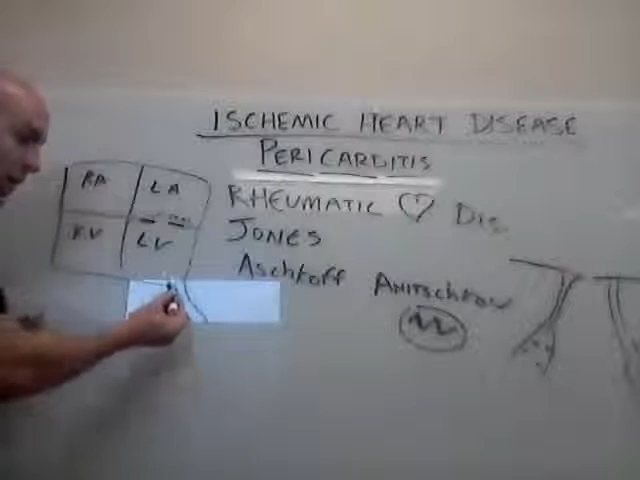 ISCHEMIC HEART DISEASE
PERICARDITIS
RHEUMATIC ♡ DIS.
JONES
ASCHKOFF ANITSCHKOW
RA LA
RV LV